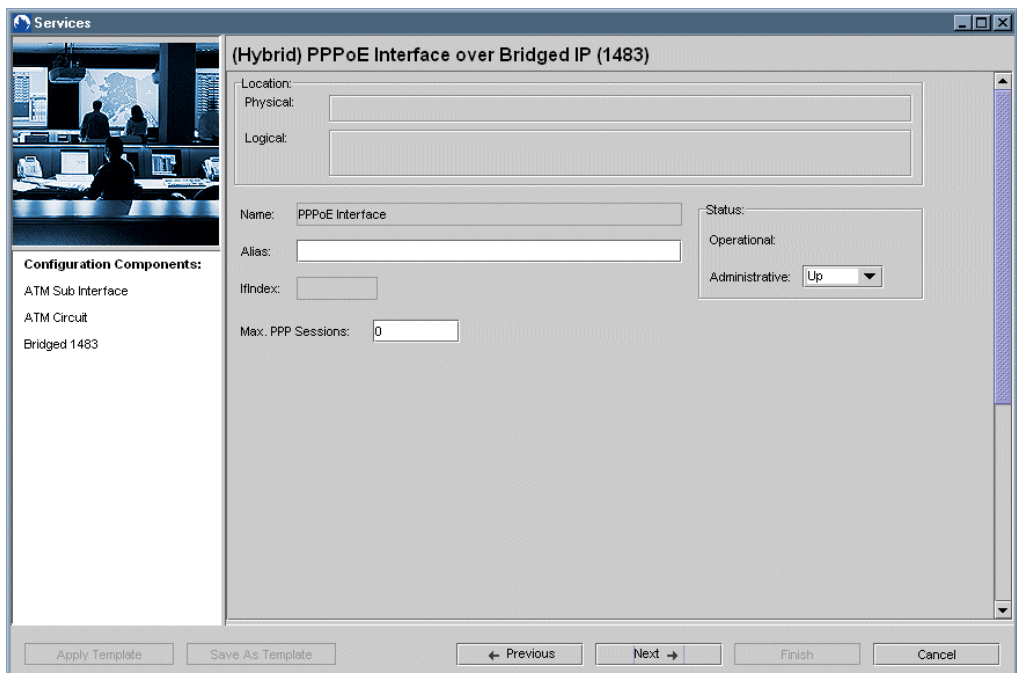 Services
(Hybrid) PPPoE Interface over Bridged IP (1483)
Location:
Physical:
Logical:
Name: PPPoE Interface
Alias:
IfIndex:
Max. PPP Sessions: 0
Status:
Operational:
Administrative: Up
Configuration Components:
ATM Sub Interface
ATM Circuit
Bridged 1483
Apply Template Save As Template ← Previous Next → Finish Cancel